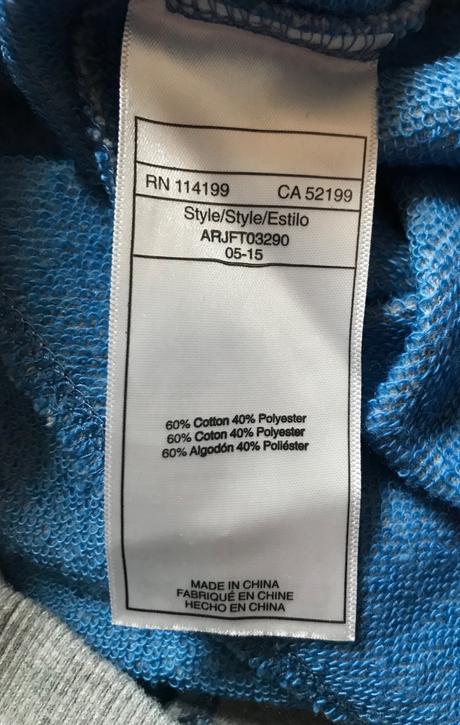 RN 114199 CA 52199
Style/Style/Estilo
ARJFT03290
05-15
60% Cotton 40% Polyester
60% Coton 40% Polyester
60% Algodón 40% Poliéster
MADE IN CHINA
FABRIQUÉ EN CHINE
HECHO EN CHINA